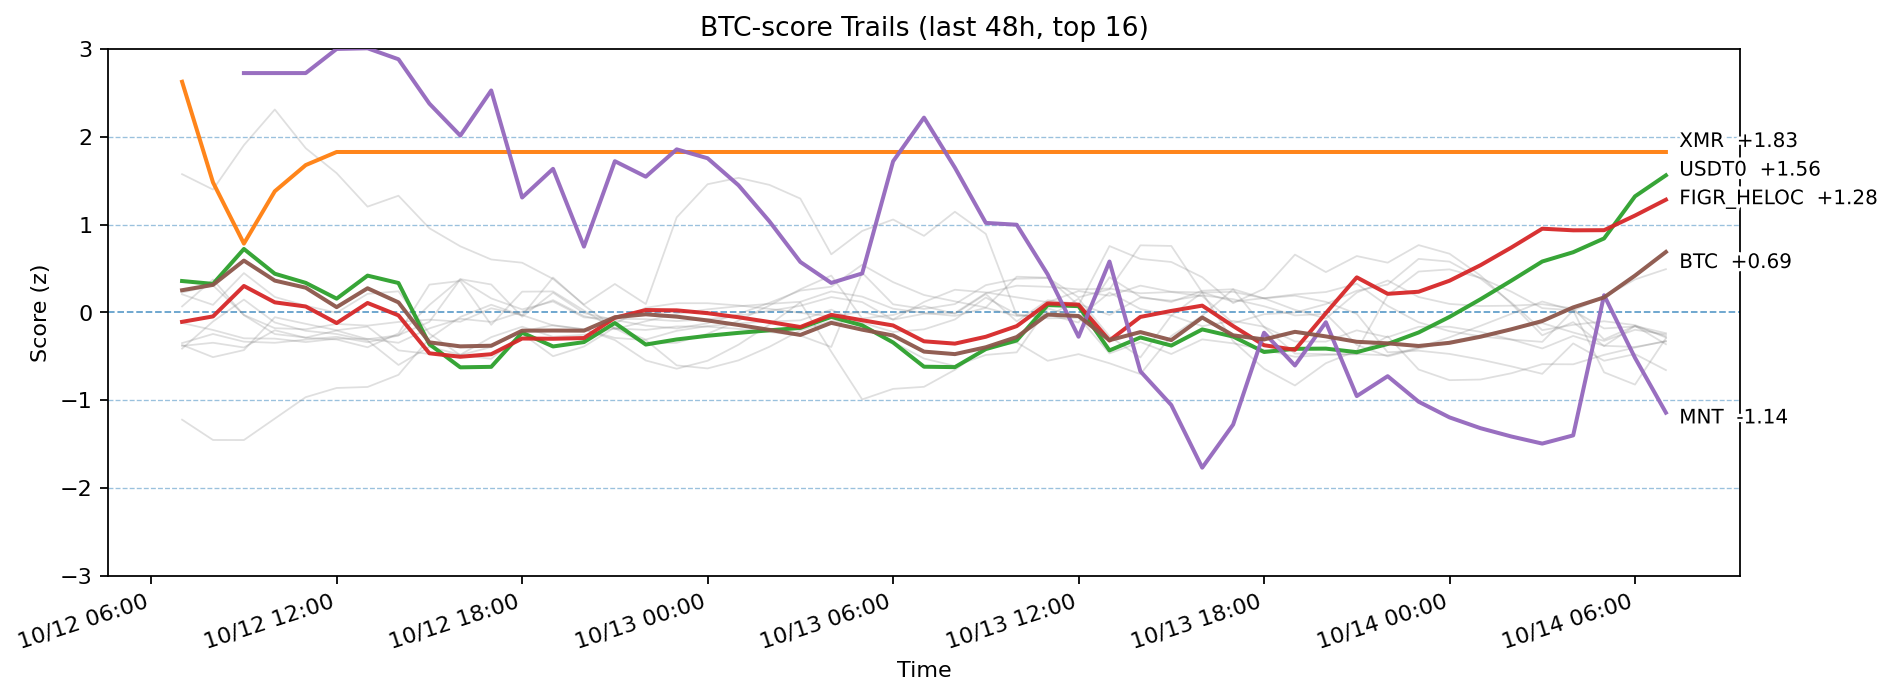 BTC-score Trails (last 48h, top 16)
3
2
1
0
−1
−2
−3
Score (z)
XMR +1.83
USDT0 +1.56
FIGR_HELOC +1.28
BTC +0.69
MNT -1.14
10/12 06:00
10/12 12:00
10/12 18:00
10/13 00:00
10/13 06:00
10/13 12:00
10/13 18:00
10/14 00:00
10/14 06:00
Time